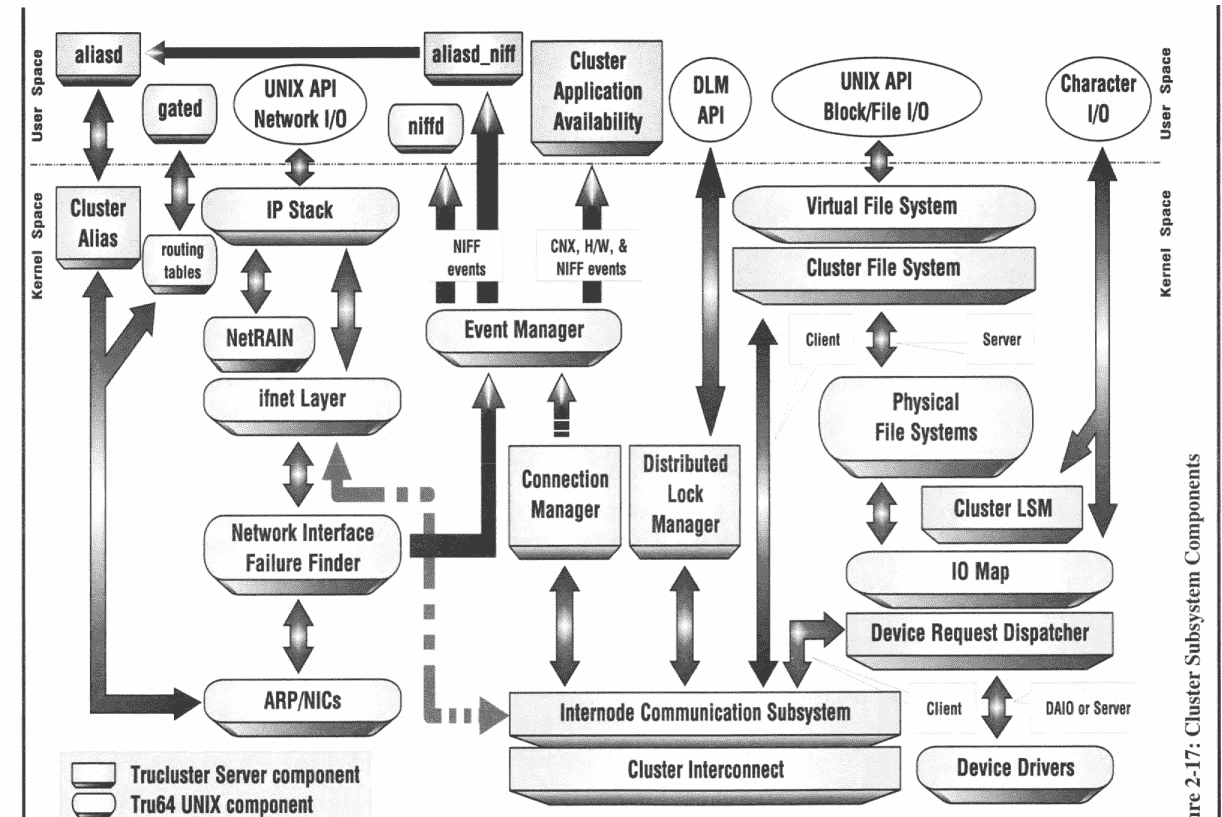 User Space
Kernel Space
aliasd
aliasd_niff
gated
UNIX API
Network I/O
niffd
Cluster
Application
Availability
DLM
API
UNIX API
Block/File I/O
Character
I/O
User Space
Kernel Space
Cluster
Alias
routing
tables
IP Stack
NIFF
events
CNX, H/W, &
NIFF events
Virtual File System
Cluster File System
NetRAIN
Event Manager
Client
Server
ifnet Layer
Physical
File Systems
Connection
Manager
Distributed
Lock
Manager
Cluster LSM
Network Interface
Failure Finder
IO Map
Device Request Dispatcher
ARP/NICs
Internode Communication Subsystem
Client
DAIO or Server
Cluster Interconnect
Device Drivers
Trucluster Server component
Tru64 UNIX component
ure 2-17: Cluster Subsystem Components